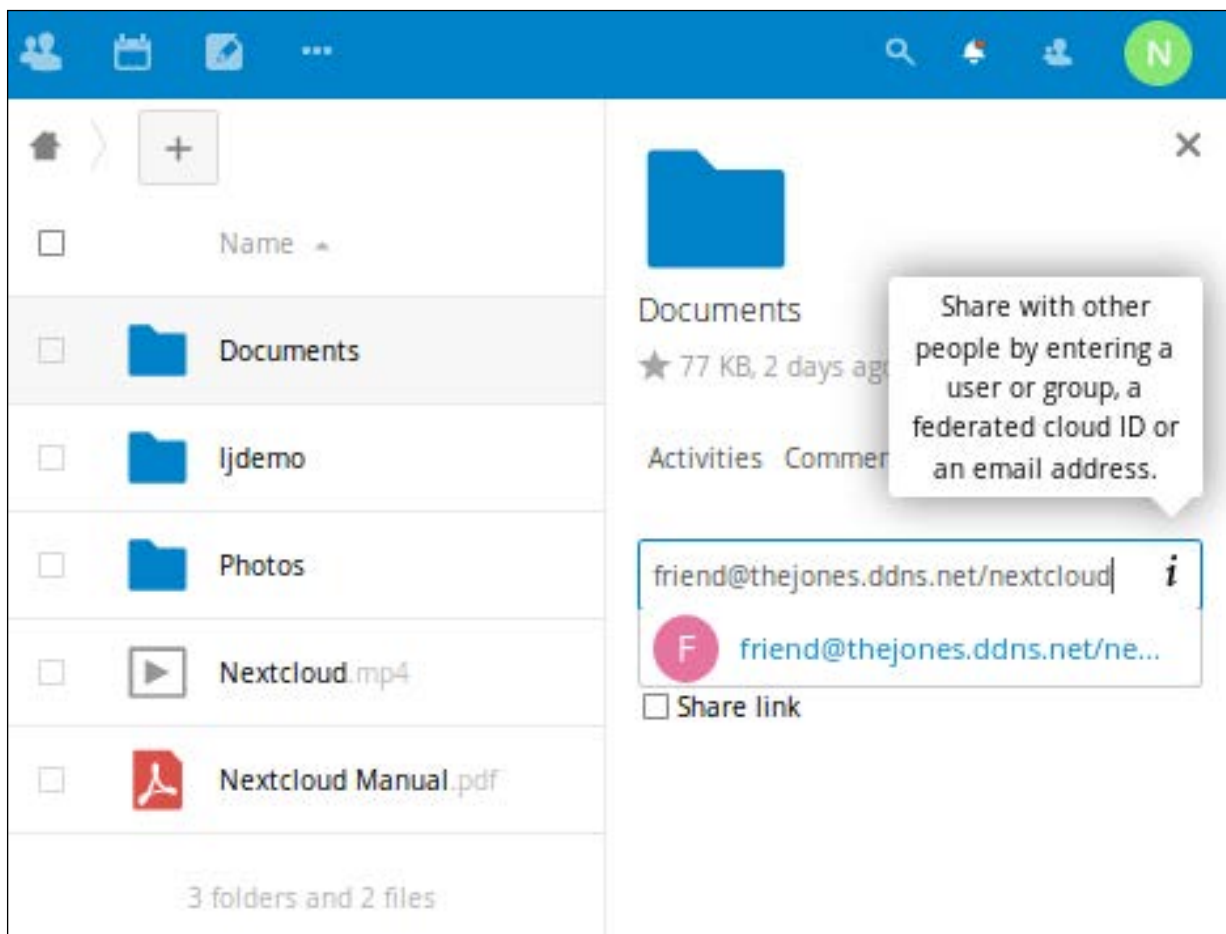 N
Name
Documents
ljdemo
Photos
Nextcloud.mp4
Nextcloud Manual.pdf
3 folders and 2 files
Documents
77 KB, 2 days ago
Activities Commen
Share with other
people by entering a
user or group, a
federated cloud ID or
an email address.
friend@thejones.ddns.net/nextcloud i
F friend@thejones.ddns.net/ne...
Share link